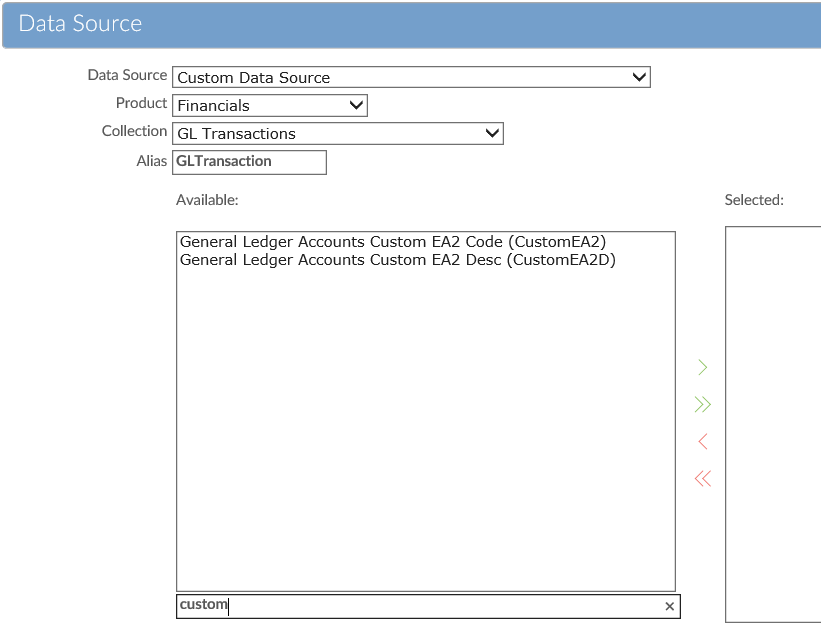 Data Source
Data Source Custom Data Source
Product Financials
Collection GL Transactions
Alias GLTransaction
Available: Selected:
General Ledger Accounts Custom EA2 Code (CustomEA2)
General Ledger Accounts Custom EA2 Desc (CustomEA2D)
custom